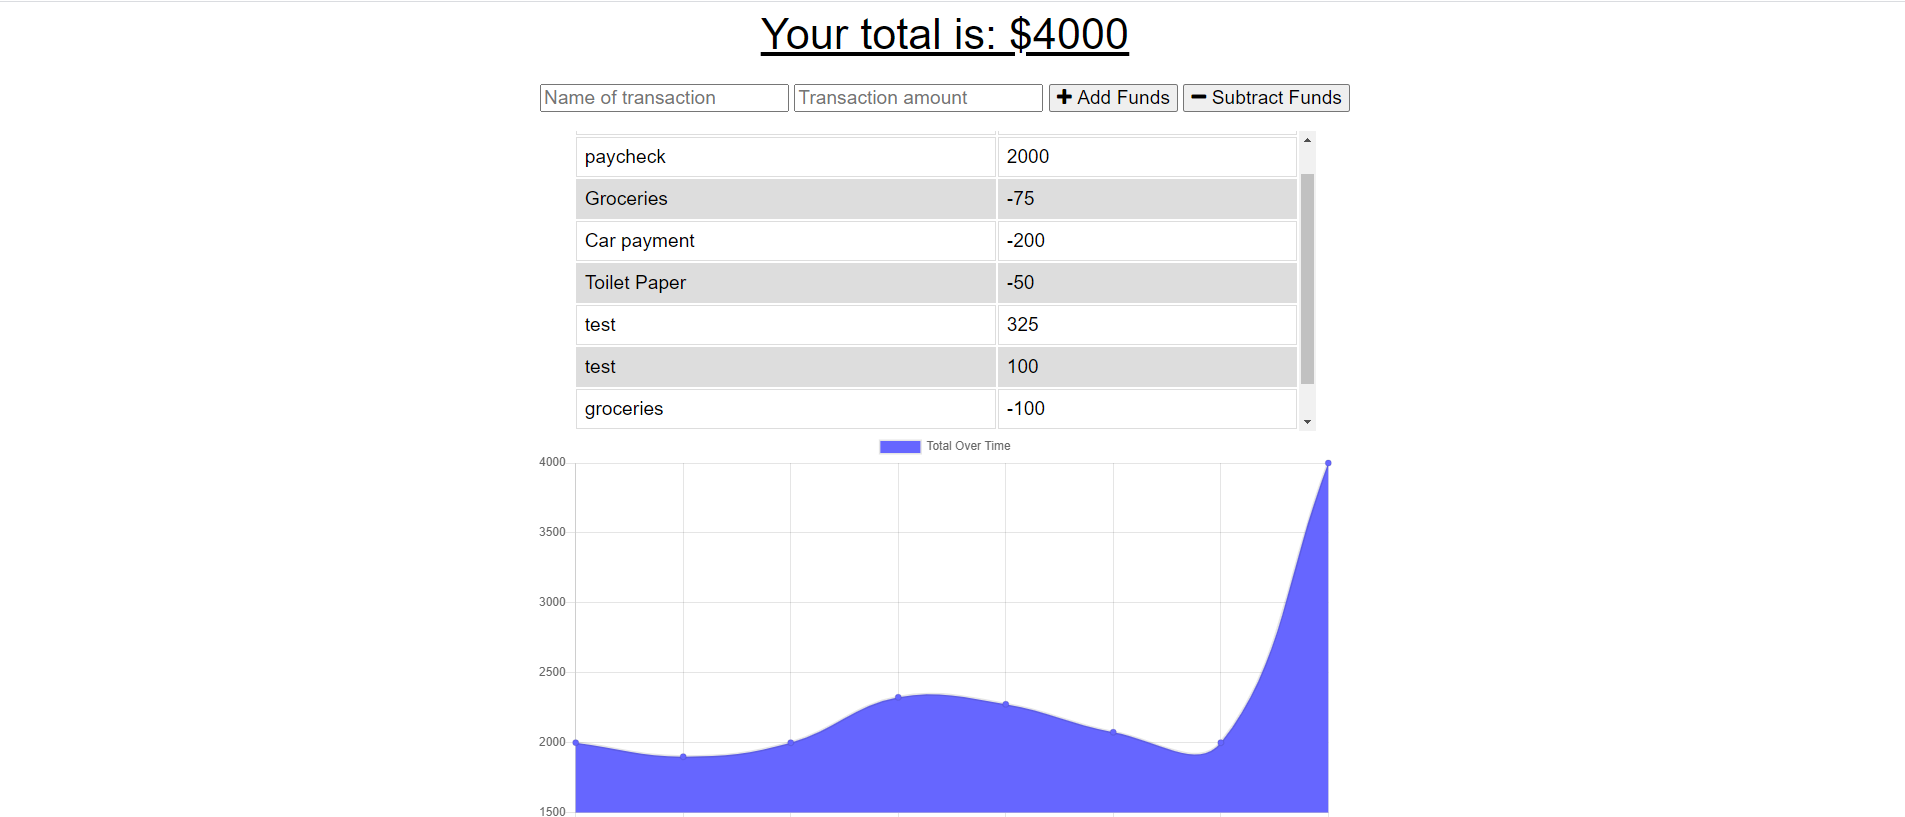 Your total is: $4000
Name of transaction Transaction amount Add Funds Subtract Funds
paycheck 2000
Groceries -75
Car payment -200
Toilet Paper -50
test 325
test 100
groceries -100
Total Over Time
4000
3500
3000
2500
2000
1500